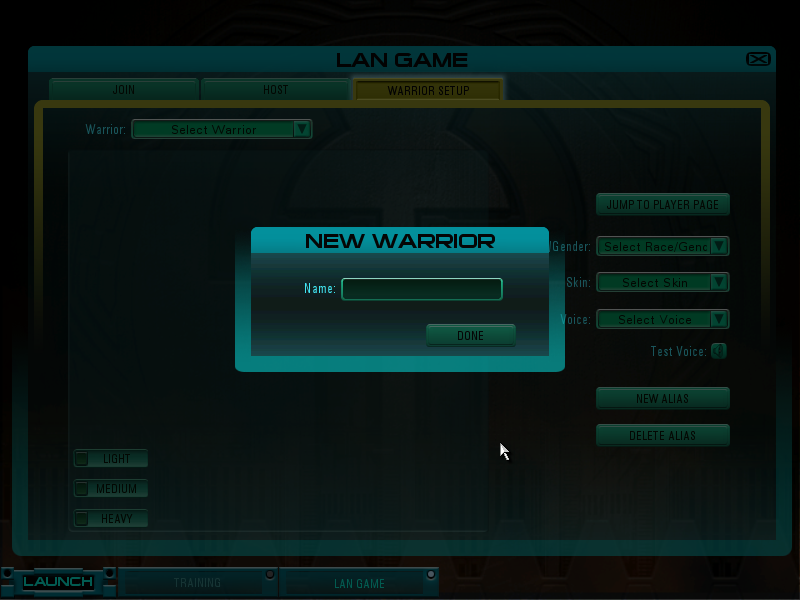 LAN GAME
JOIN HOST WARRIOR SETUP
Warrior: Select Warrior
JUMP TO PLAYER PAGE
NEW WARRIOR
/Gender: Select Race/Genc
Name:
Skin: Select Skin
DONE
Voice: Select Voice
Test Voice:
NEW ALIAS
DELETE ALIAS
LIGHT
MEDIUM
HEAVY
LAUNCH TRAINING LAN GAME